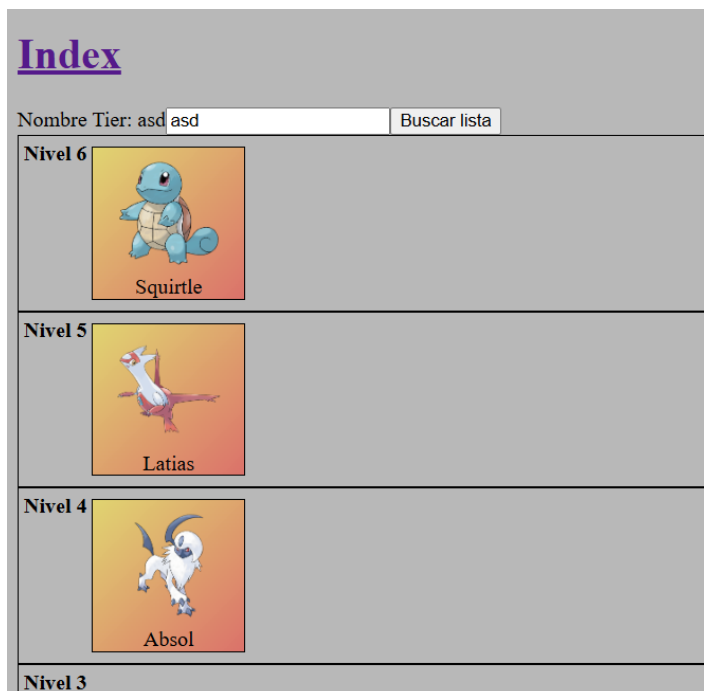 Index
Nombre Tier: asd asd Buscar lista
Nivel 6
Squirtle
Nivel 5
Latias
Nivel 4
Absol
Nivel 3